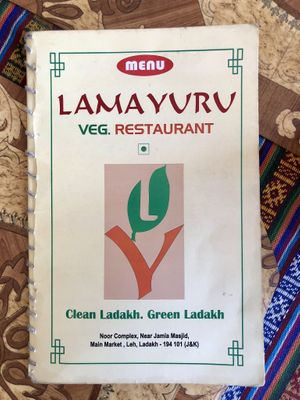 MENU
LAMAYURU
VEG. RESTAURANT
L
Y
Clean Ladakh. Green Ladakh
Noor Complex, Near Jamia Masjid,
Main Market, Leh, Ladakh - 194 101 (J&K)